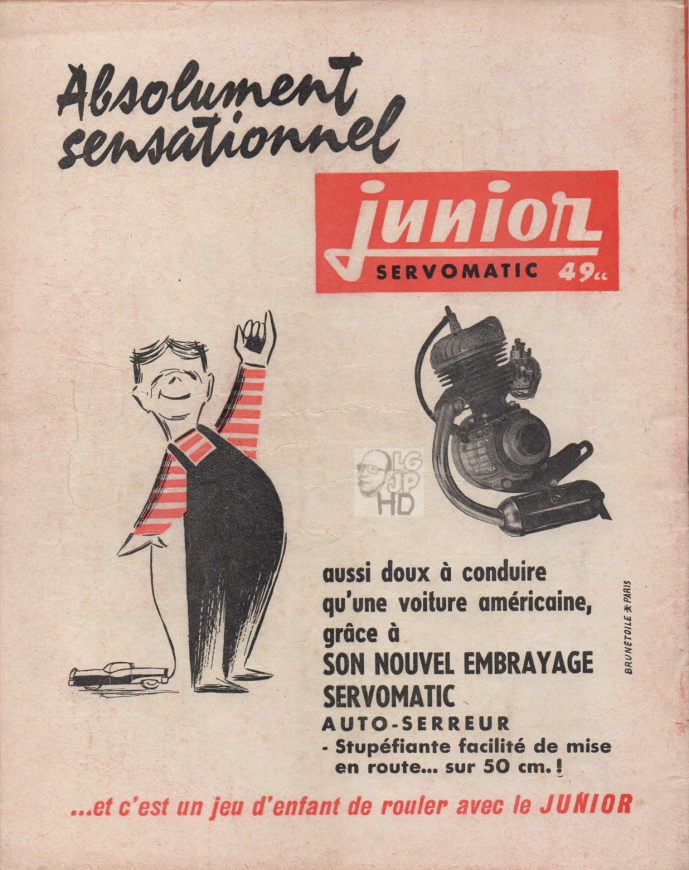 Absolument
sensationnel
junior
SERVOMATIC 49cc
LG
JP
HD
aussi doux à conduire
qu'une voiture américaine,
grâce à
SON NOUVEL EMBRAYAGE
SERVOMATIC
AUTO-SERREUR
- Stupéfiante facilité de mise
en route... sur 50 cm. !
BRUNETOILE * PARIS
...et c'est un jeu d'enfant de rouler avec le JUNIOR